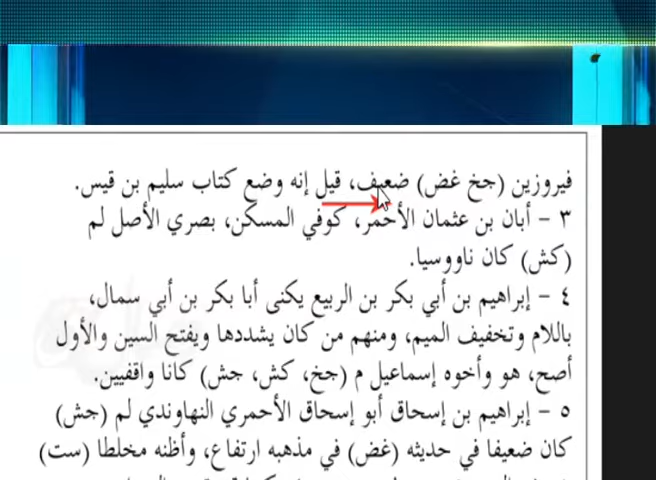 فيروزين (جخ غض) ضعيف، قيل إنه وضع كتاب سليم بن قيس.
٣ - أبان بن عثمان الأحمر، كوفي المسكن، بصري الأصل لم
(كش) كان ناووسيا.
٤ - إبراهيم بن أبي بكر بن الربيع يكنى أبا بكر بن أبي سمال،
باللام وتخفيف الميم، ومنهم من كان يشددها ويفتح السين والأول
أصح، هو وأخوه إسماعيل م (جخ، كش، جش) كانا واقفيين.
٥ - إبراهيم بن إسحاق أبو إسحاق الأحمري النهاوندي لم (جش)
كان ضعيفا في حديثه (غض) في مذهبه ارتفاع، وأظنه مخلطا (ست)